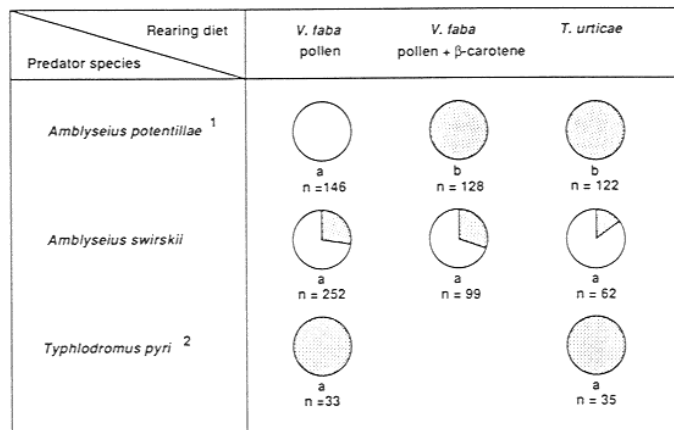 Rearing diet
Predator species
V. faba
pollen
V. faba
pollen + β-carotene
T. urticae
Amblyseius potentillae 1
a
n =146
b
n = 128
b
n = 122
Amblyseius swirskii
a
n = 252
a
n = 99
a
n = 62
Typhlodromus pyri 2
a
n =33
a
n = 35